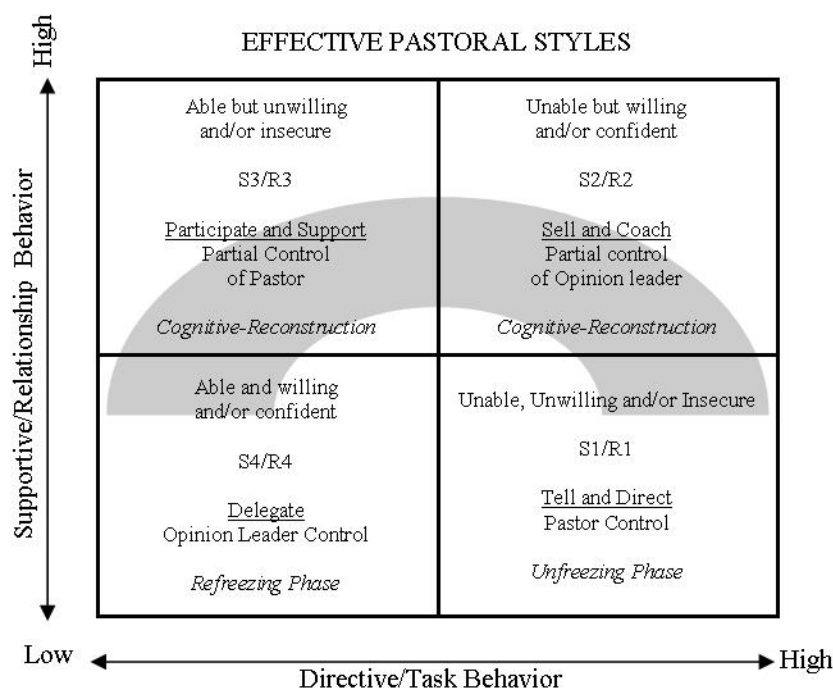 High
EFFECTIVE PASTORAL STYLES
Supportive/Relationship Behavior
Able but unwilling
and/or insecure
S3/R3
Participate and Support
Partial Control
of Pastor
Cognitive-Reconstruction
Unable but willing
and/or confident
S2/R2
Sell and Coach
Partial control
of Opinion leader
Cognitive-Reconstruction
Able and willing
and/or confident
S4/R4
Delegate
Opinion Leader Control
Refreezing Phase
Unable, Unwilling and/or Insecure
S1/R1
Tell and Direct
Pastor Control
Unfreezing Phase
Low
High
Directive/Task Behavior